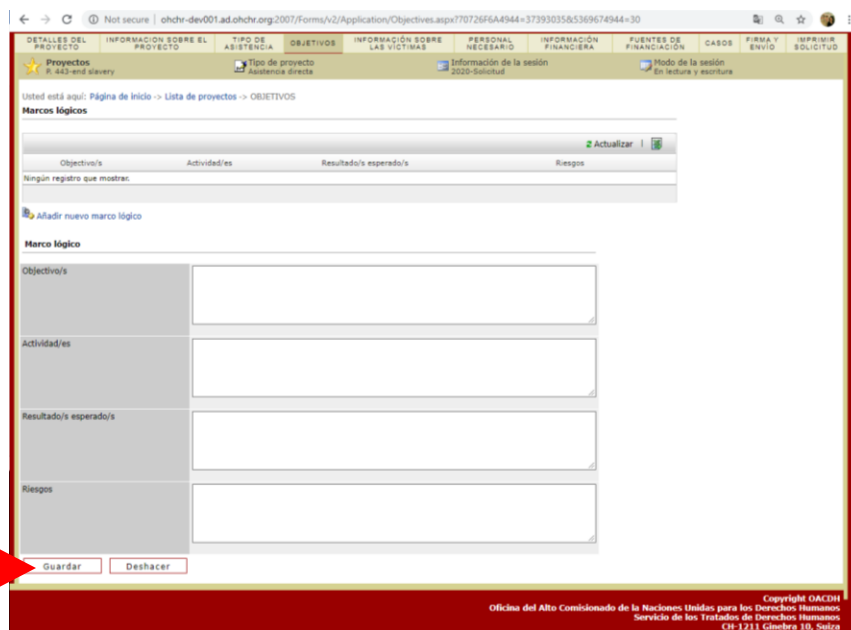 Not secure | ohchr-dev001.ad.ohchr.org:2007/Forms/v2/Application/Objectives.aspx?70726F6A4944=37393035&5369674944=30
DETALLES DEL PROYECTO INFORMACION SOBRE EL PROYECTO TIPO DE ASISTENCIA OBJETIVOS INFORMACIÓN SOBRE LAS VÍCTIMAS PERSONAL NECESARIO INFORMACIÓN FINANCIERA FUENTES DE FINANCIACIÓN CASOS FIRMA Y ENVÍO IMPRIMIR SOLICITUD
Proyectos Tipo de proyecto Información de la sesión Modo de la sesión
R. 443-end slavery Asistencia directa 2020-Solicitud En lectura y escritura
Usted está aquí: Página de inicio -> Lista de proyectos -> OBJETIVOS
Marcos lógicos
Actualizar |
Objectivo/s Actividad/es Resultado/s esperado/s Riesgos
Ningún registro que mostrar.
Añadir nuevo marco lógico
Marco lógico
Objectivo/s
Actividad/es
Resultado/s esperado/s
Riesgos
Guardar Deshacer
Copyright OACDH
Oficina del Alto Comisionado de la Naciones Unidas para los Derechos Humanos
Servicio de los Tratados de Derechos Humanos
CH-1211 Ginebra 10, Suiza